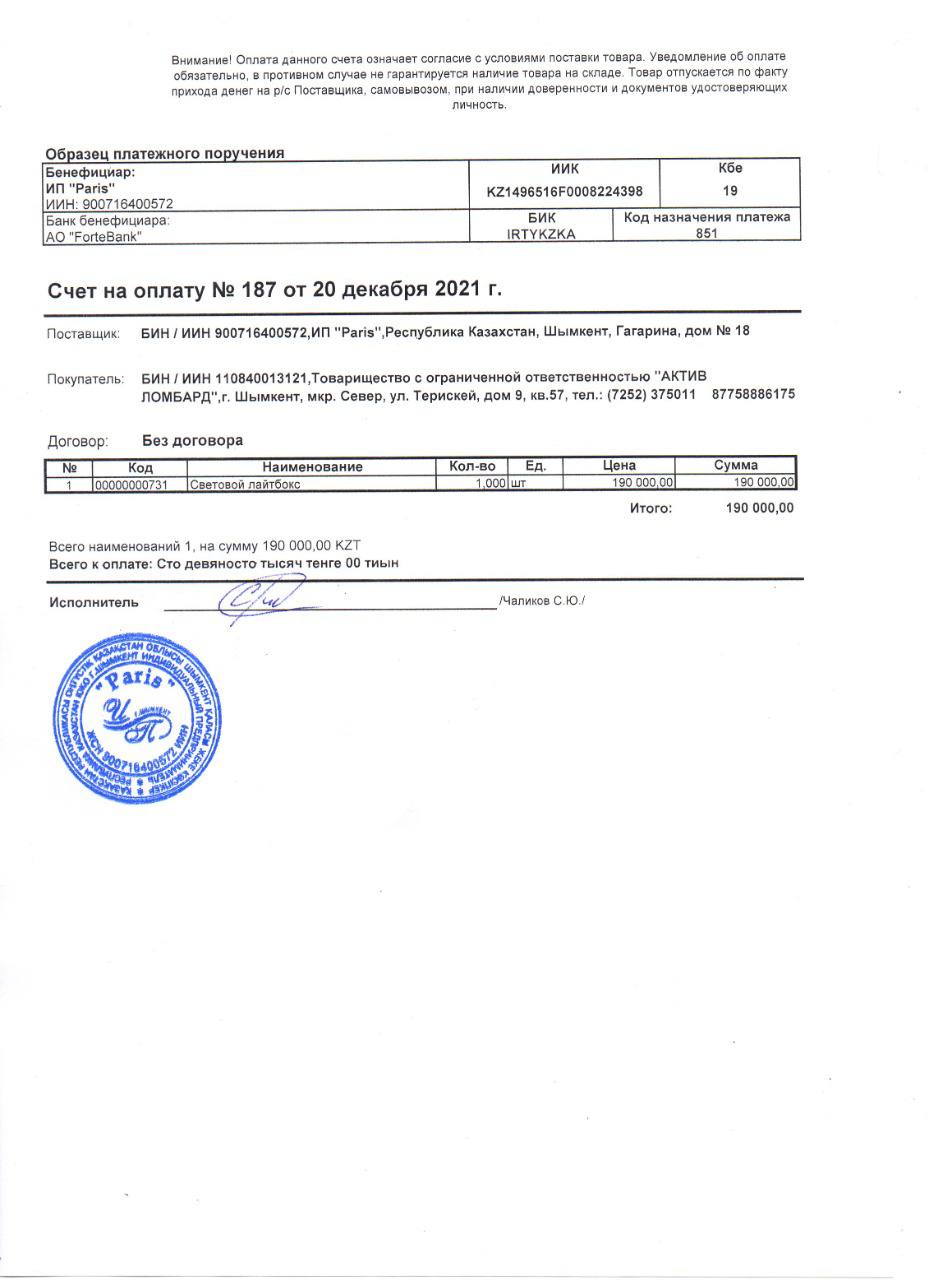 Внимание! Оплата данного счета означает согласие с условиями поставки товара. Уведомление об оплате
обязательно, в противном случае не гарантируется наличие товара на складе. Товар отпускается по факту
прихода денег на р/с Поставщика, самовывозом, при наличии доверенности и документов удостоверяющих
личность.
Образец платежного поручения
Бенефициар: ИИК Кбе
ИП "Paris" KZ1496516F0008224398 19
ИИН: 900716400572
Банк бенефициара: БИК Код назначения платежа
АО "ForteBank" IRTYKZKA 851
Счет на оплату № 187 от 20 декабря 2021 г.
Поставщик: БИН / ИИН 900716400572,ИП "Paris",Республика Казахстан, Шымкент, Гагарина, дом № 18
Покупатель: БИН / ИИН 110840013121,Товарищество с ограниченной ответственностью "АКТИВ
ЛОМБАРД",г. Шымкент, мкр. Север, ул. Терискей, дом 9, кв.57, тел.: (7252) 375011 87758886175
Договор: Без договора
№ Код Наименование Кол-во Ед. Цена Сумма
1 00000000731 Световой лайтбокс 1,000 шт 190 000,00 190 000,00
Итого: 190 000,00
Всего наименований 1, на сумму 190 000,00 KZT
Всего к оплате: Сто девяносто тысяч тенге 00 тиын
Исполнитель /Чаликов С.Ю./
"Paris"
г.Шымкент
ИП
ЖСН 900716400572 ИИН